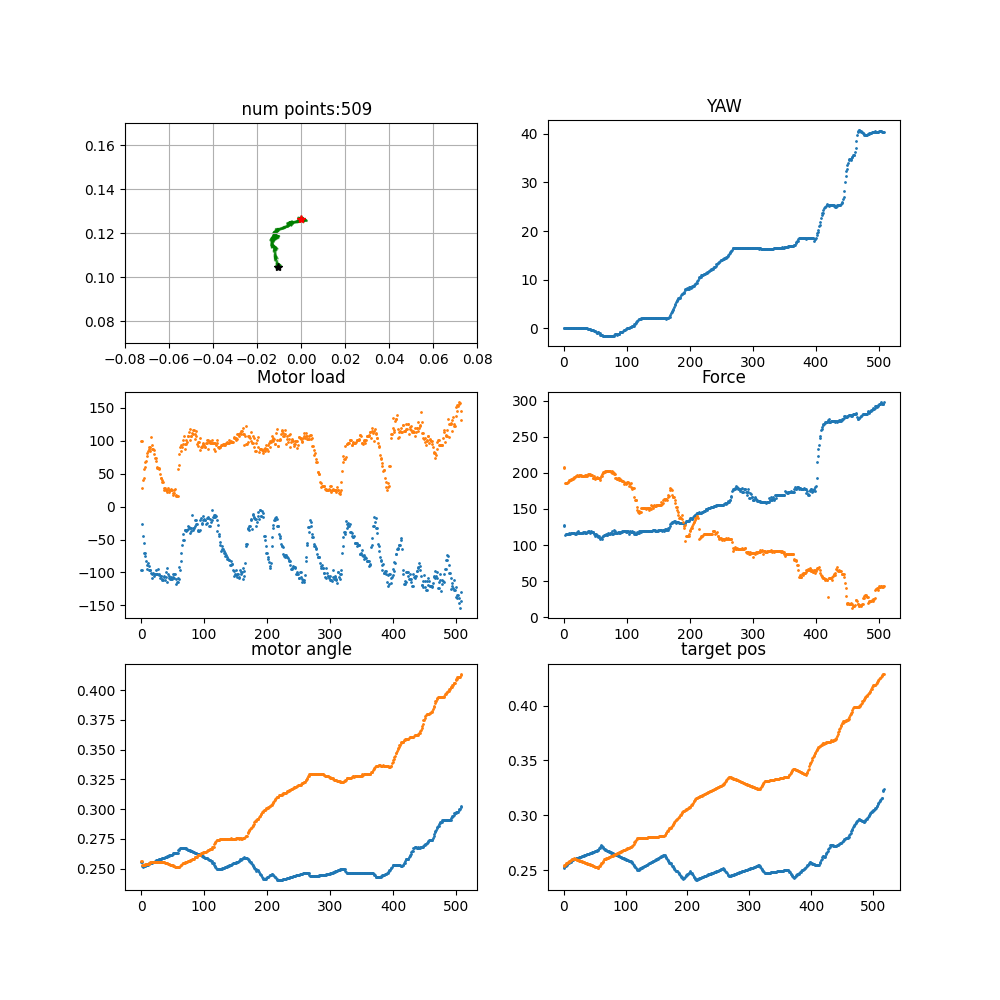 num points:509
YAW
0.16
0.14
0.12
0.10
0.08
−0.08 −0.06 −0.04 −0.02 0.00 0.02 0.04 0.06 0.08
40
30
20
10
0
0 100 200 300 400 500
Motor load
Force
150
100
50
0
−50
−100
−150
0 100 200 300 400 500
300
250
200
150
100
50
0
0 100 200 300 400 500
motor angle
target pos
0.400
0.375
0.350
0.325
0.300
0.275
0.250
0 100 200 300 400 500
0.40
0.35
0.30
0.25
0 100 200 300 400 500